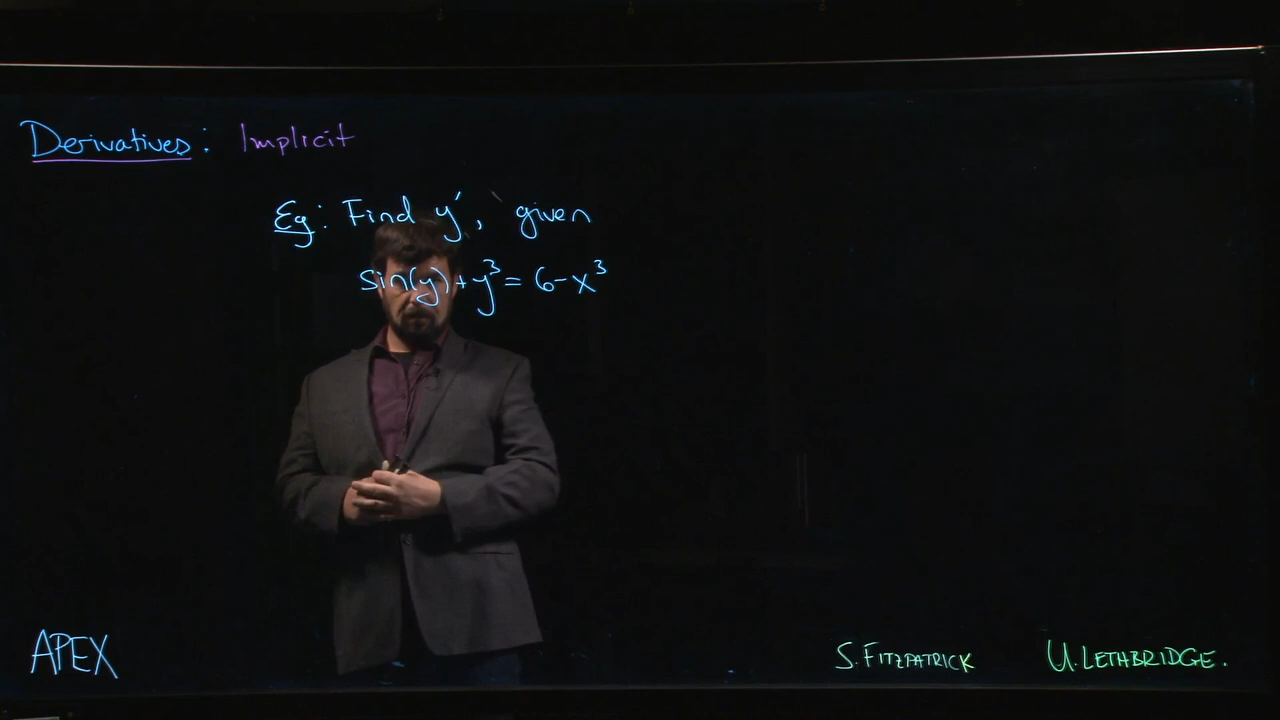 Derivatives: Implicit
Eg: Find y', given
sin(y) + y³ = 6 - x³
APEX
S. FITZPATRICK
U. LETHBRIDGE.